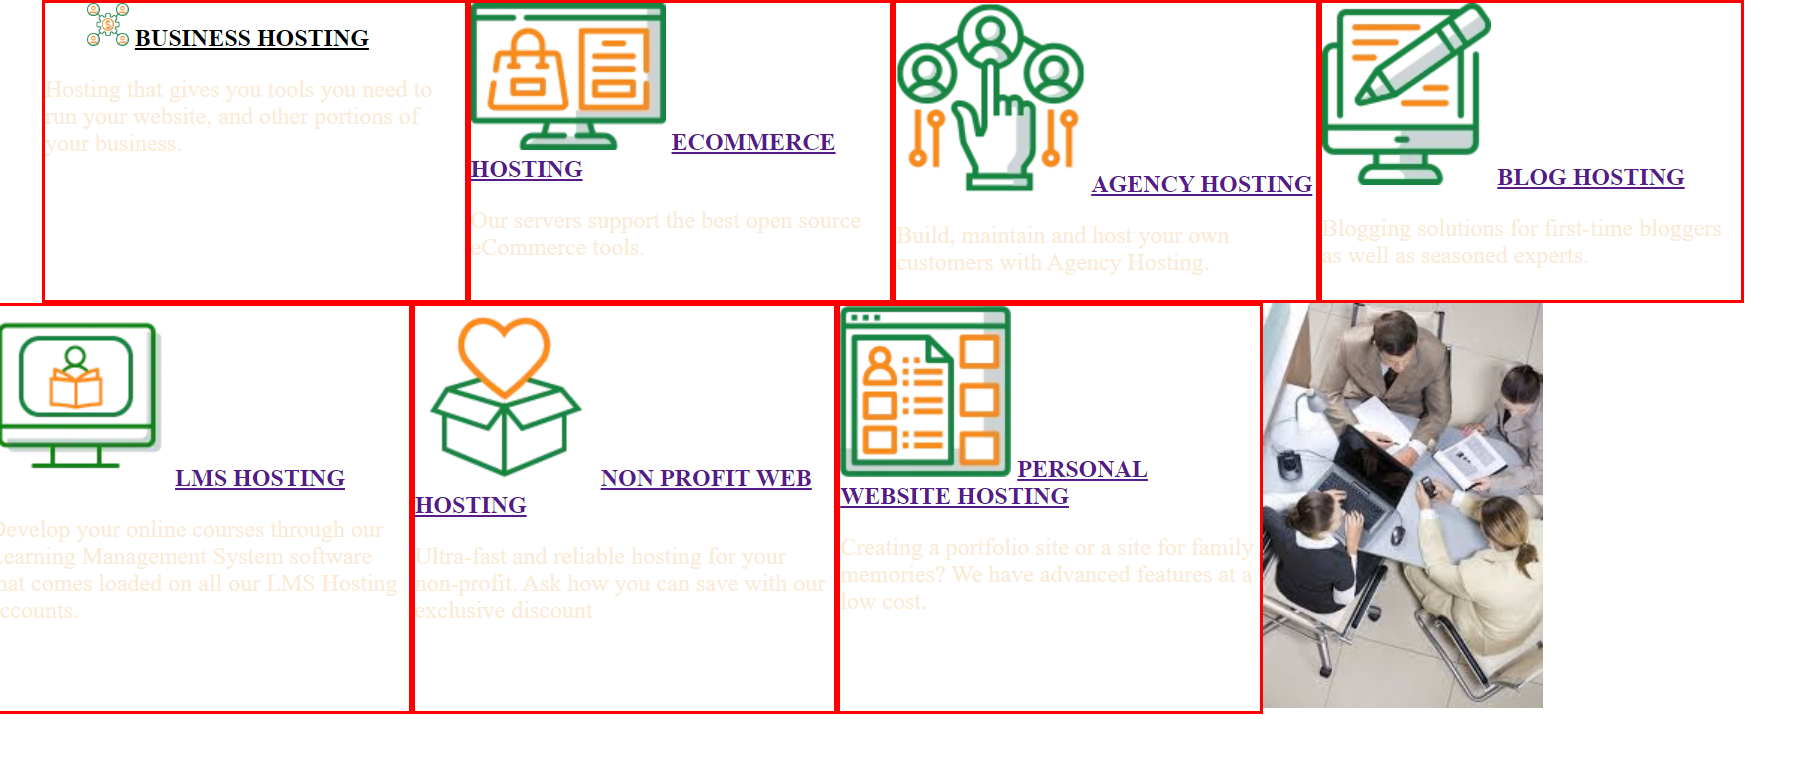 BUSINESS HOSTING
Hosting that gives you tools you need to
run your website, and other portions of
your business.
ECOMMERCE
HOSTING
Our servers support the best open source
eCommerce tools.
AGENCY HOSTING
Build, maintain and host your own
customers with Agency Hosting.
BLOG HOSTING
Blogging solutions for first-time bloggers
as well as seasoned experts.
LMS HOSTING
Develop your online courses through our
Learning Management System software
hat comes loaded on all our LMS Hosting
ccounts.
NON PROFIT WEB
HOSTING
Ultra-fast and reliable hosting for your
non-profit. Ask how you can save with our
exclusive discount
PERSONAL
WEBSITE HOSTING
Creating a portfolio site or a site for family
memories? We have advanced features at a
low cost.